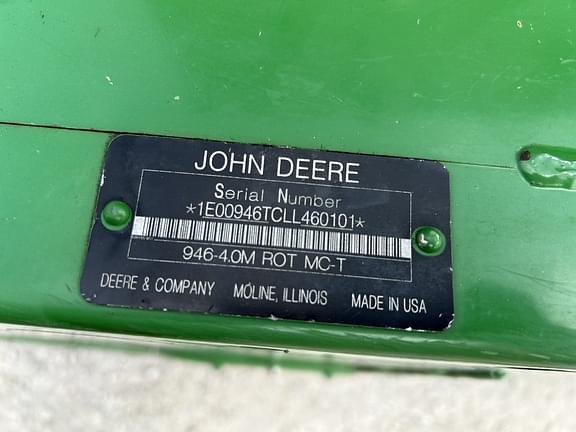 JOHN DEERE
Serial Number
*1E00946TCLL460101*
946-4.0M ROT MC-T
DEERE & COMPANY MOLINE, ILLINOIS MADE IN USA